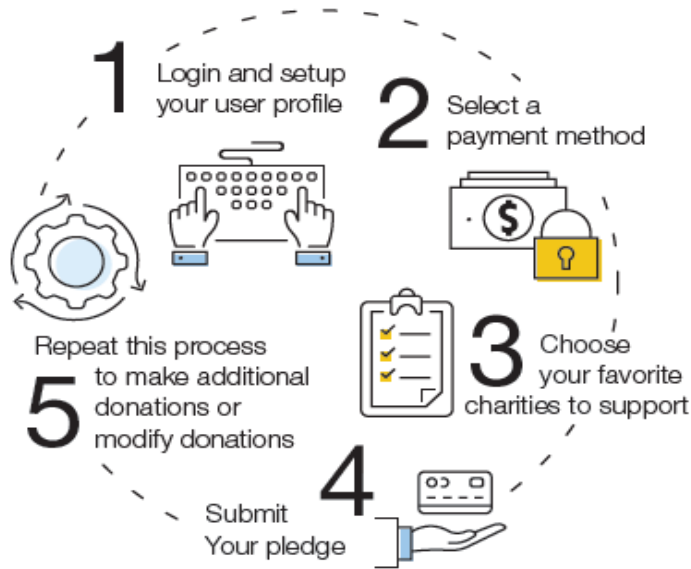 1
Login and setup
your user profile
2
Select a
payment method
$
3
Choose
your favorite
charities to support
4
Submit
Your pledge
5
Repeat this process
to make additional
donations or
modify donations